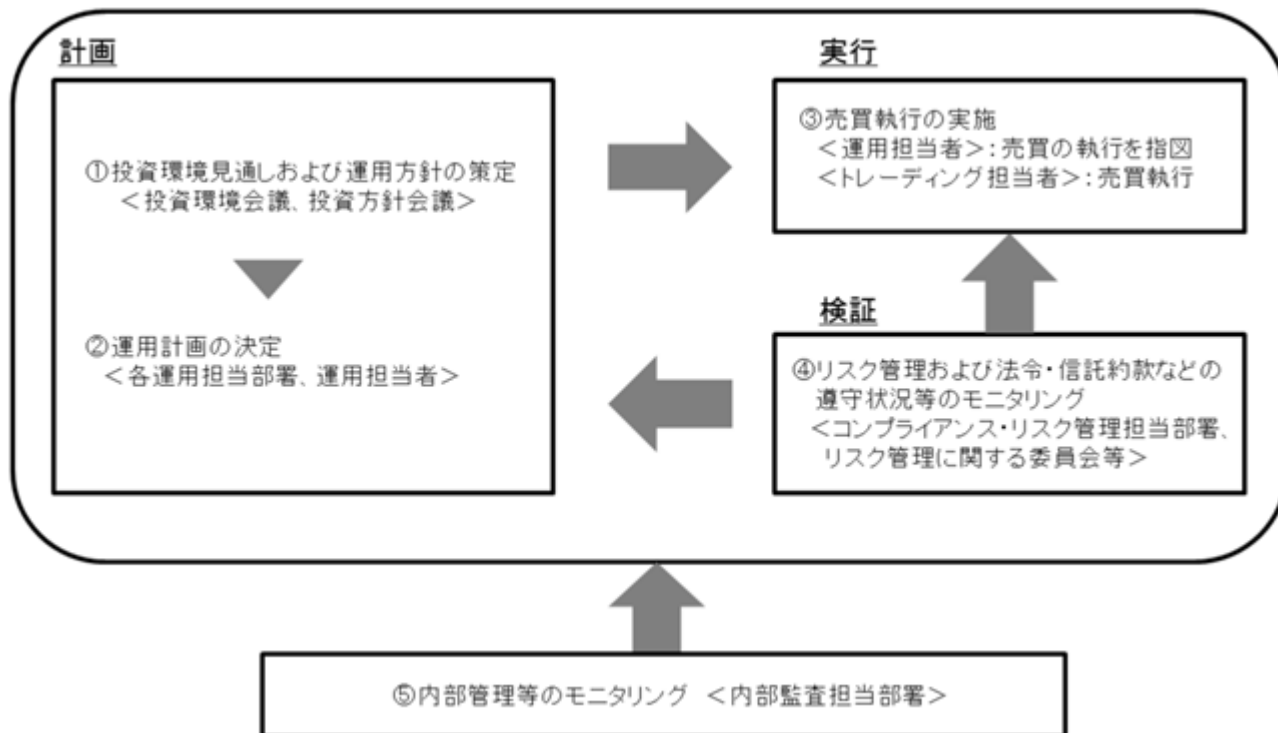 計画
①投資環境見通しおよび運用方針の策定
＜投資環境会議、投資方針会議＞
②運用計画の決定
＜各運用担当部署、運用担当者＞
実行
③売買執行の実施
＜運用担当者＞：売買の執行を指図
＜トレーディング担当者＞：売買執行
検証
④リスク管理および法令・信託約款などの
遵守状況等のモニタリング
＜コンプライアンス・リスク管理担当部署、
リスク管理に関する委員会等＞
⑤内部管理等のモニタリング ＜内部監査担当部署＞